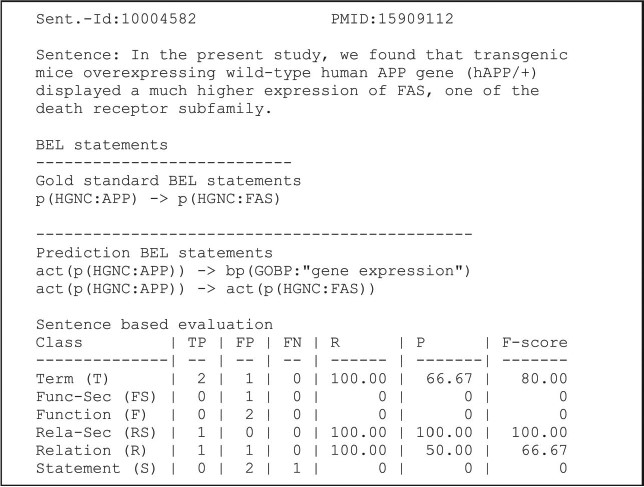 Sent.-Id:10004582 PMID:15909112
Sentence: In the present study, we found that transgenic
mice overexpressing wild-type human APP gene (hAPP/+)
displayed a much higher expression of FAS, one of the
death receptor subfamily.
BEL statements
---------------------------
Gold standard BEL statements
p(HGNC:APP) -> p(HGNC:FAS)
----------------------------------------------
Prediction BEL statements
act(p(HGNC:APP)) -> bp(GOBP:"gene expression")
act(p(HGNC:APP)) -> act(p(HGNC:FAS))
Sentence based evaluation
Class | TP | FP | FN | R | P | F-score
--------------| -- | -- | -- | ------ | -------| -------
Term (T) | 2 | 1 | 0 | 100.00 | 66.67 | 80.00
Func-Sec (FS) | 0 | 1 | 0 | 0 | 0 | 0
Function (F) | 0 | 2 | 0 | 0 | 0 | 0
Rela-Sec (RS) | 1 | 0 | 0 | 100.00 | 100.00 | 100.00
Relation (R) | 1 | 1 | 0 | 100.00 | 50.00 | 66.67
Statement (S) | 0 | 2 | 1 | 0 | 0 | 0